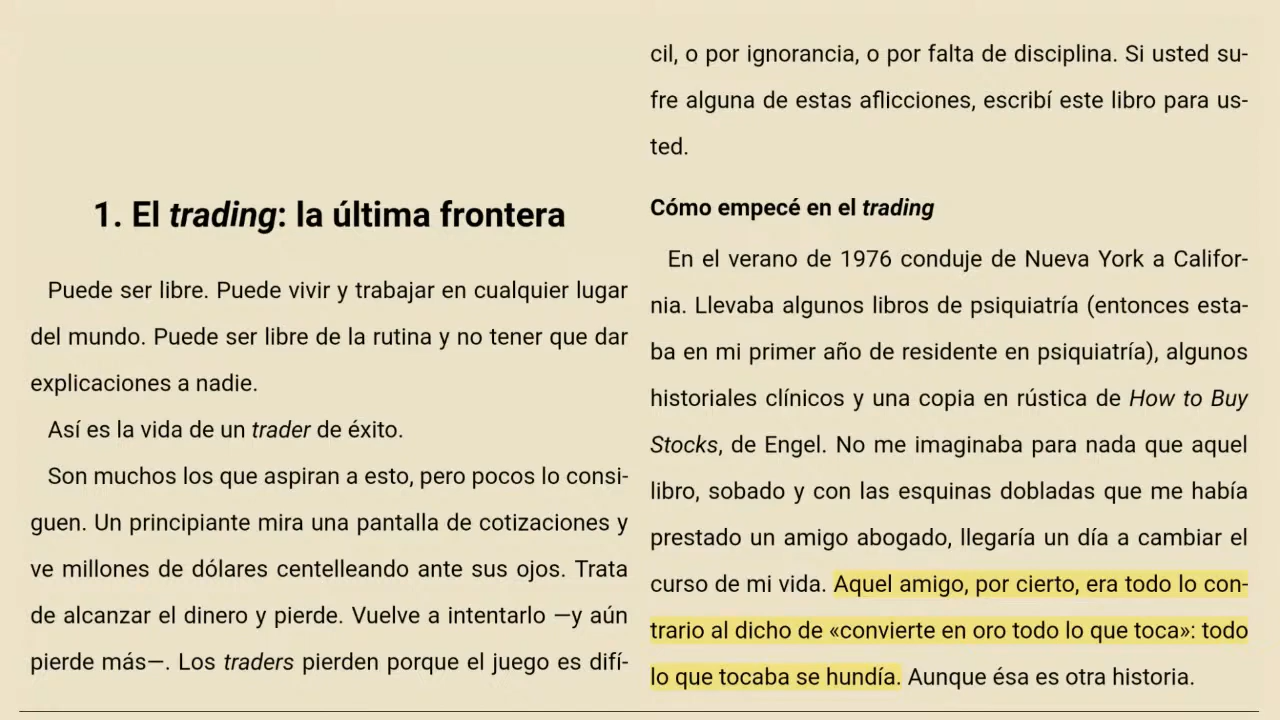 1. El trading: la última frontera
Puede ser libre. Puede vivir y trabajar en cualquier lugar
del mundo. Puede ser libre de la rutina y no tener que dar
explicaciones a nadie.
Así es la vida de un trader de éxito.
Son muchos los que aspiran a esto, pero pocos lo consi-
guen. Un principiante mira una pantalla de cotizaciones y
ve millones de dólares centelleando ante sus ojos. Trata
de alcanzar el dinero y pierde. Vuelve a intentarlo —y aún
pierde más—. Los traders pierden porque el juego es difí-
cil, o por ignorancia, o por falta de disciplina. Si usted su-
fre alguna de estas aflicciones, escribí este libro para us-
ted.
Cómo empecé en el trading
En el verano de 1976 conduje de Nueva York a Califor-
nia. Llevaba algunos libros de psiquiatría (entonces esta-
ba en mi primer año de residente en psiquiatría), algunos
historiales clínicos y una copia en rústica de How to Buy
Stocks, de Engel. No me imaginaba para nada que aquel
libro, sobado y con las esquinas dobladas que me había
prestado un amigo abogado, llegaría un día a cambiar el
curso de mi vida. Aquel amigo, por cierto, era todo lo con-
trario al dicho de «convierte en oro todo lo que toca»: todo
lo que tocaba se hundía. Aunque ésa es otra historia.